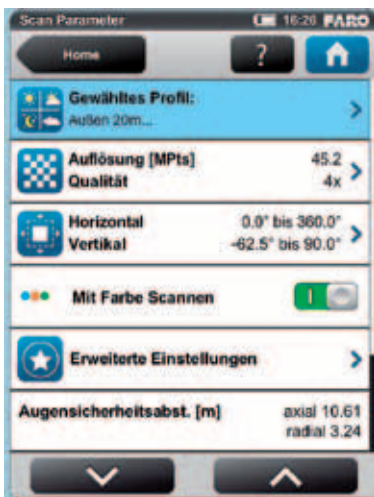 Scan Parameter 16:26 FARO
Home ?
Gewähltes Profil:
Außen 20m...
Auflösung [MPts] 45.2
Qualität 4x
Horizontal 0.0° bis 360.0°
Vertikal -62.5° bis 90.0°
Mit Farbe Scannen
Erweiterte Einstellungen
Augensicherheitsabst. [m] axial 10.61
radial 3.24